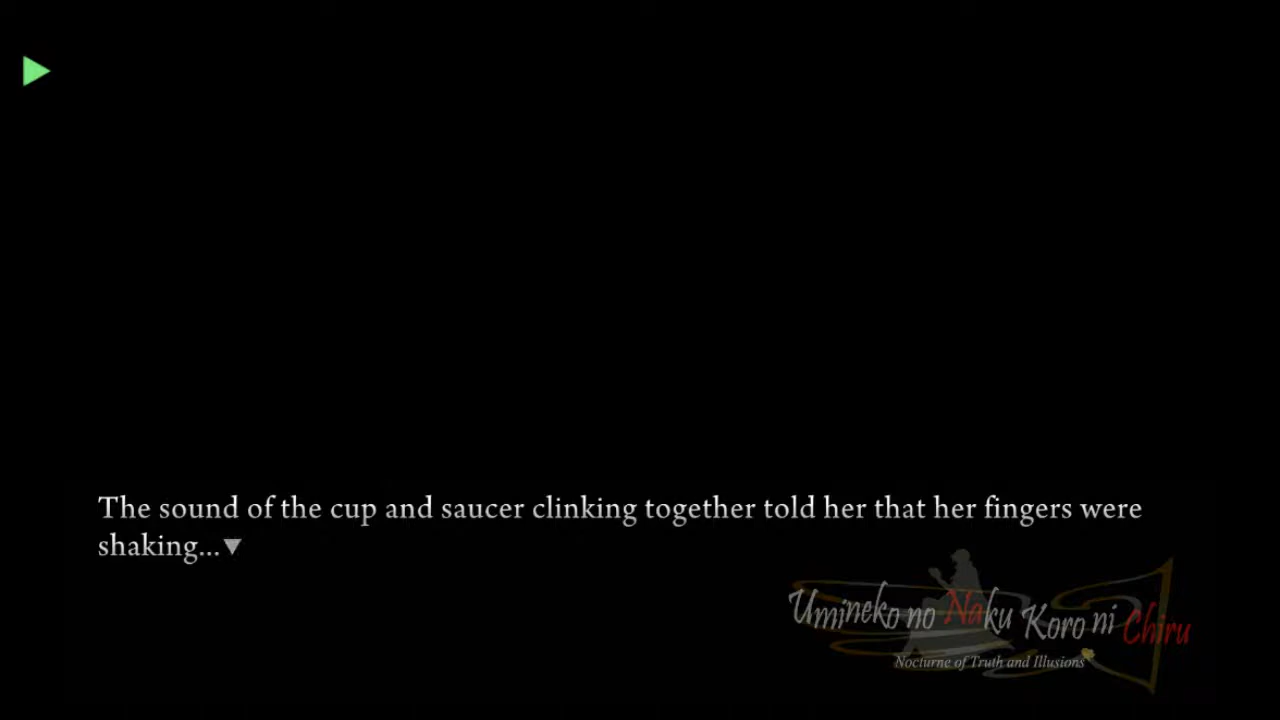 The sound of the cup and saucer clinking together told her that her fingers were
shaking...
Umineko no Naku Koro ni Chiru
Nocturne of Truth and Illusions